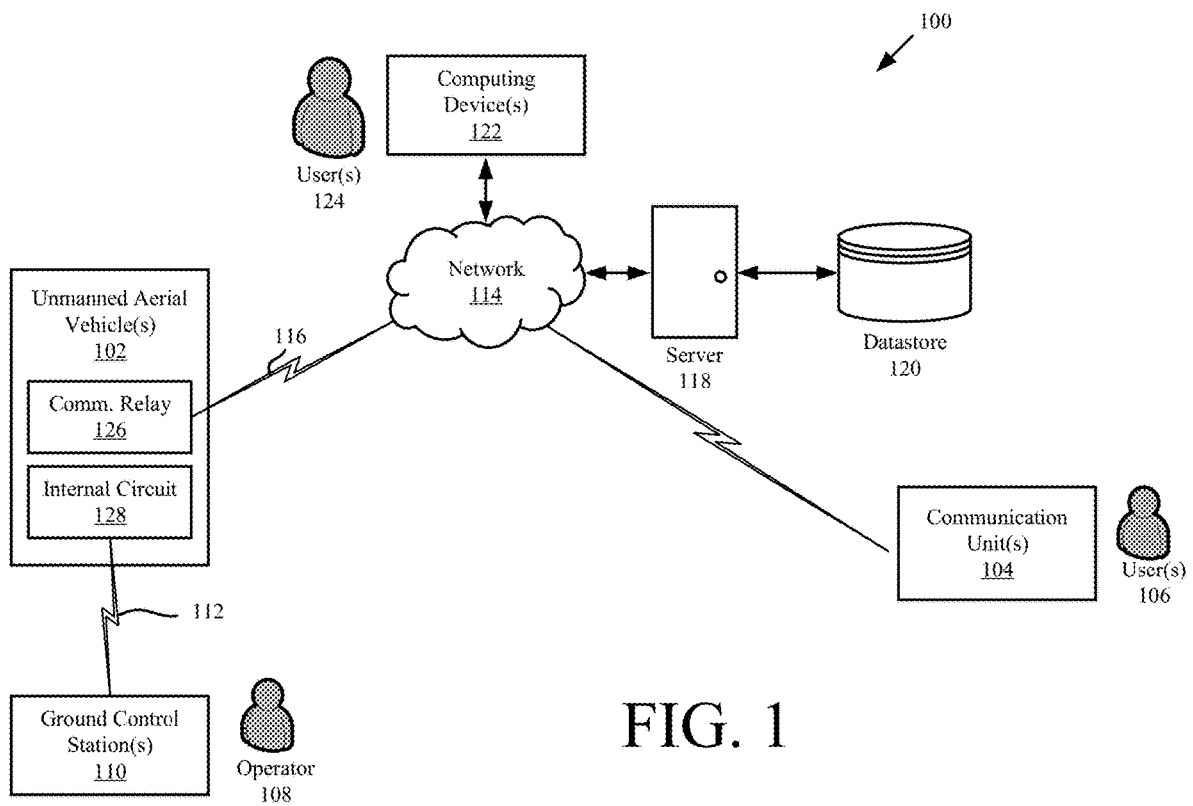 100
Computing
Device(s)
122
User(s)
124
Network
114
Unmanned Aerial
Vehicle(s)
102
116
Server
118
Datastore
120
Comm. Relay
126
Internal Circuit
128
Communication
Unit(s)
104
User(s)
106
112
Ground Control
Station(s)
110
Operator
108
FIG. 1